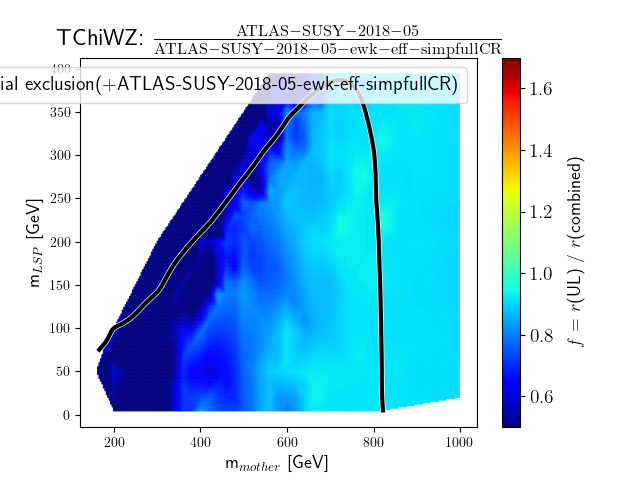 TChiWZ: ATLAS−SUSY−2018−05
ATLAS−SUSY−2018−05−ewk−eff−simpfullCR
ial exclusion(+ATLAS-SUSY-2018-05-ewk-eff-simpfullCR)
400
350
300
250
200
150
100
50
0
m_LSP [GeV]
200 400 600 800 1000
m_mother [GeV]
1.6
1.4
1.2
1.0
0.8
0.6
f = r(UL) / r(combined)